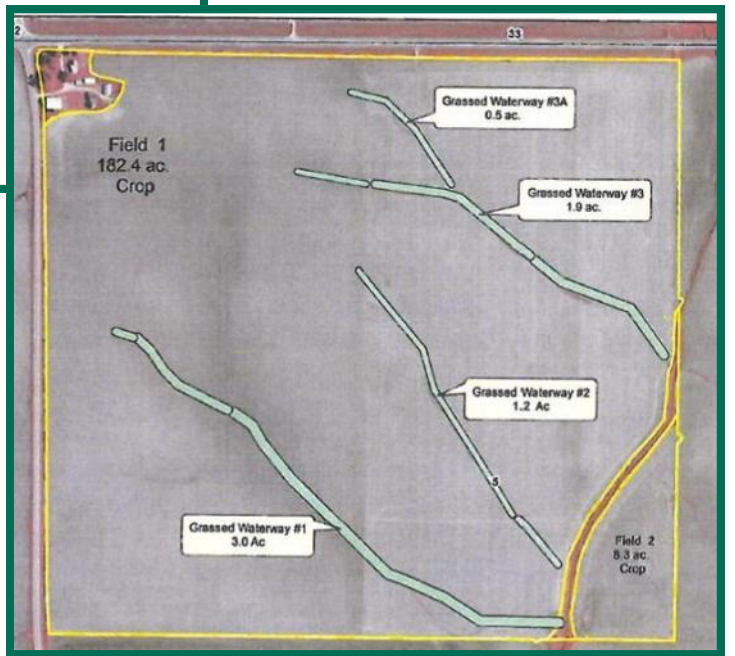 2
33
Grassed Waterway #3A
0.5 ac.
Field 1
182.4 ac.
Crop
Grassed Waterway #3
1.9 ac.
Grassed Waterway #2
1.2 Ac
5
Grassed Waterway #1
3.0 Ac
Field 2
8.3 ac.
Crop